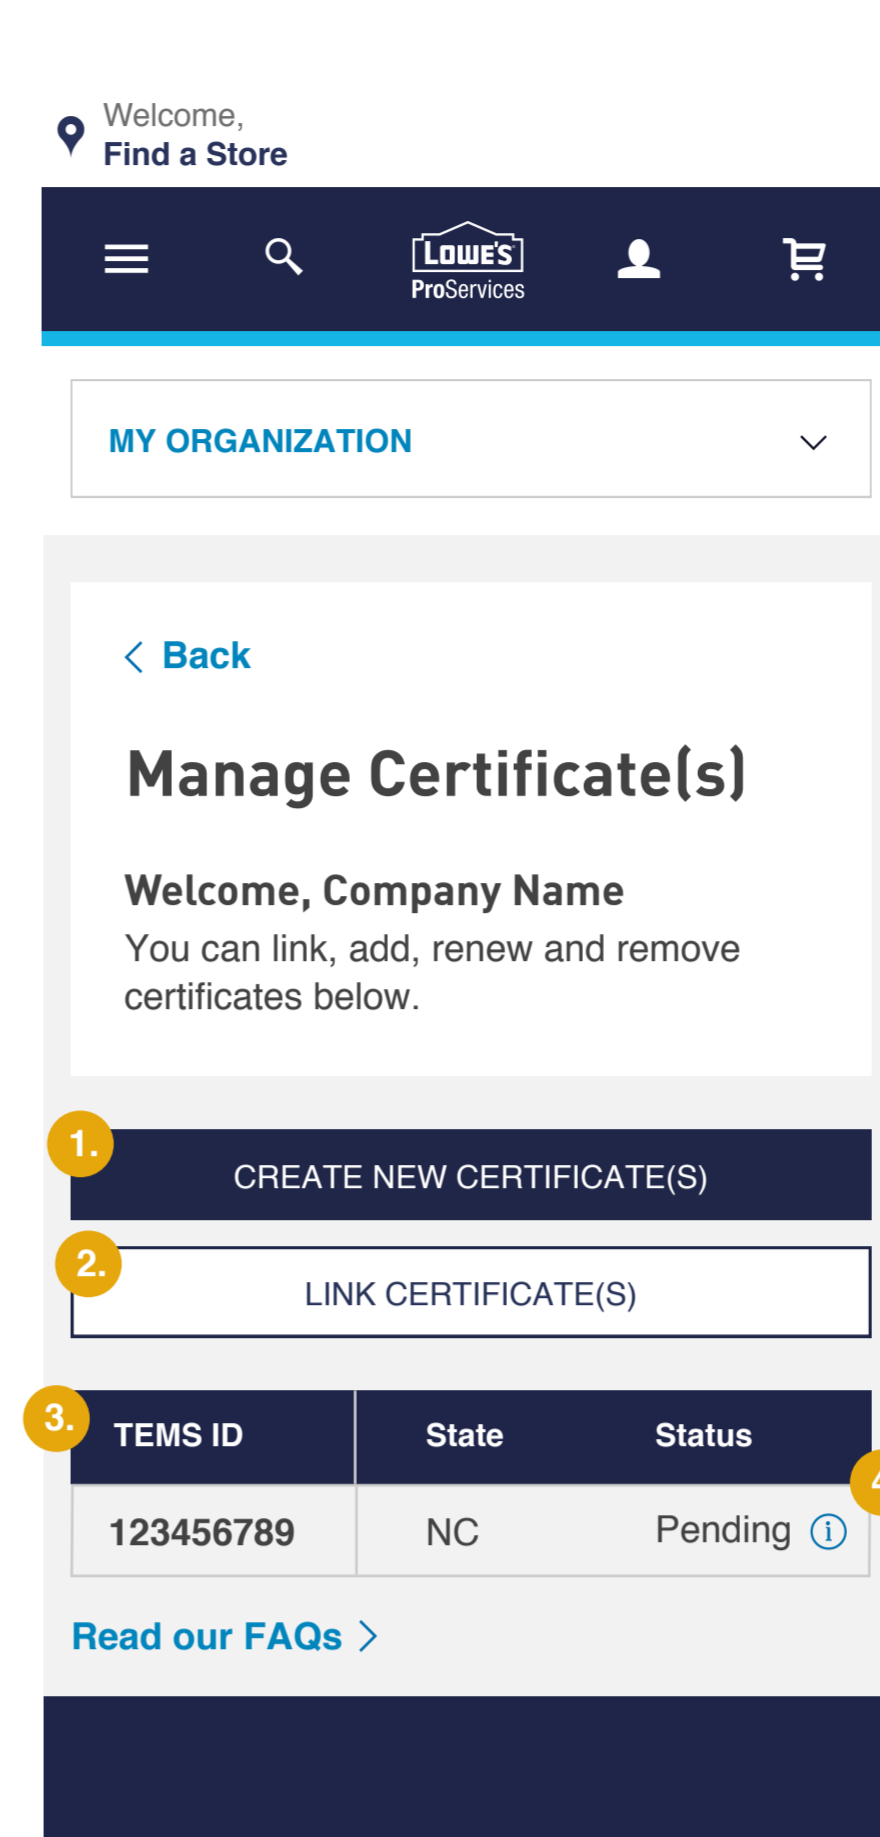 Welcome,
Find a Store
LOWE'S
ProServices
MY ORGANIZATION
Back
Manage Certificate(s)
Welcome, Company Name
You can link, add, renew and remove
certificates below.
1.
CREATE NEW CERTIFICATE(S)
2.
LINK CERTIFICATE(S)
3.
TEMS ID State Status
4
123456789 NC Pending i
Read our FAQs